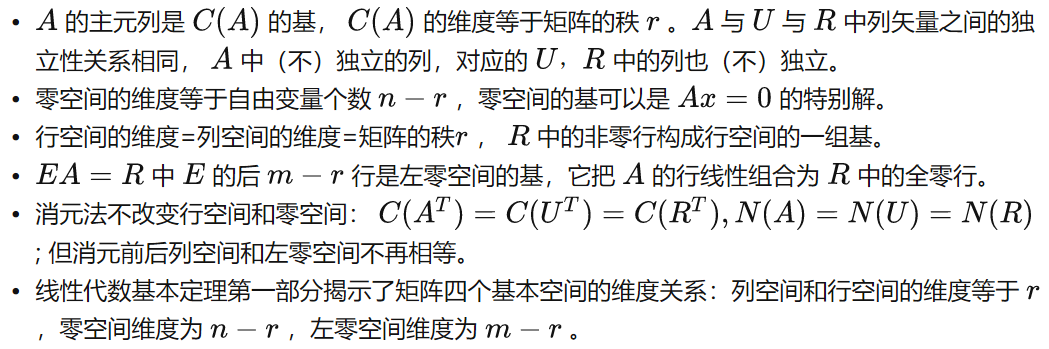 • A 的主元列是 C(A) 的基， C(A) 的维度等于矩阵的秩 r 。A 与 U 与 R 中列矢量之间的独
立性关系相同， A 中（不）独立的列，对应的 U，R 中的列也（不）独立。
• 零空间的维度等于自由变量个数 n − r ，零空间的基可以是 Ax = 0 的特别解。
• 行空间的维度=列空间的维度=矩阵的秩r ， R 中的非零行构成行空间的一组基。
• EA = R 中 E 的后 m − r 行是左零空间的基，它把 A 的行线性组合为 R 中的全零行。
• 消元法不改变行空间和零空间： C(A^T) = C(U^T) = C(R^T), N(A) = N(U) = N(R)
; 但消元前后列空间和左零空间不再相等。
• 线性代数基本定理第一部分揭示了矩阵四个基本空间的维度关系：列空间和行空间的维度等于 r
，零空间维度为 n − r ，左零空间维度为 m − r 。